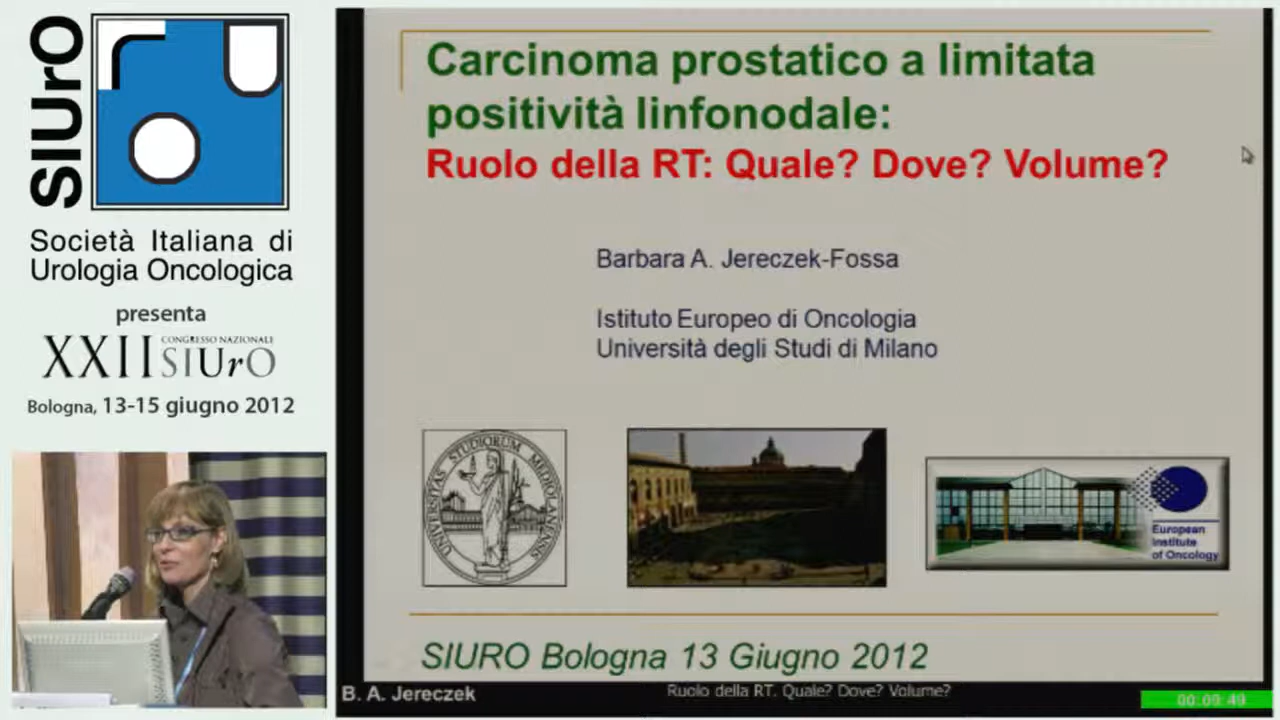 SIUrO
Società Italiana di
Urologia Oncologica
presenta
XXII CONGRESSO NAZIONALE
SIUrO
Bologna, 13-15 giugno 2012
Carcinoma prostatico a limitata
positività linfonodale:
Ruolo della RT: Quale? Dove? Volume?
Barbara A. Jereczek-Fossa
Istituto Europeo di Oncologia
Università degli Studi di Milano
UNIVERSITAS STUDIORUM MEDIOLANENSIS
European
Institute
of Oncology
SIURO Bologna 13 Giugno 2012
B. A. Jereczek
Ruolo della RT. Quale? Dove? Volume?
00:09:49